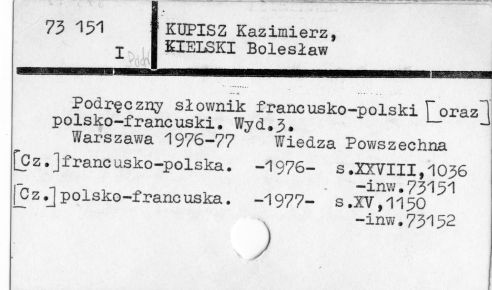 73 151
I
KUPISZ Kazimierz,
KIELSKI Bolesław
Podręczny słownik francusko-polski [oraz]
polsko-francuski. Wyd.3.
Warszawa 1976-77 Wiedza Powszechna
[Cz.]francusko-polska. -1976- s.XXVIII,1036
-inw.73151
[Cz.]polsko-francuska. -1977- s.XV,1150
-inw.73152